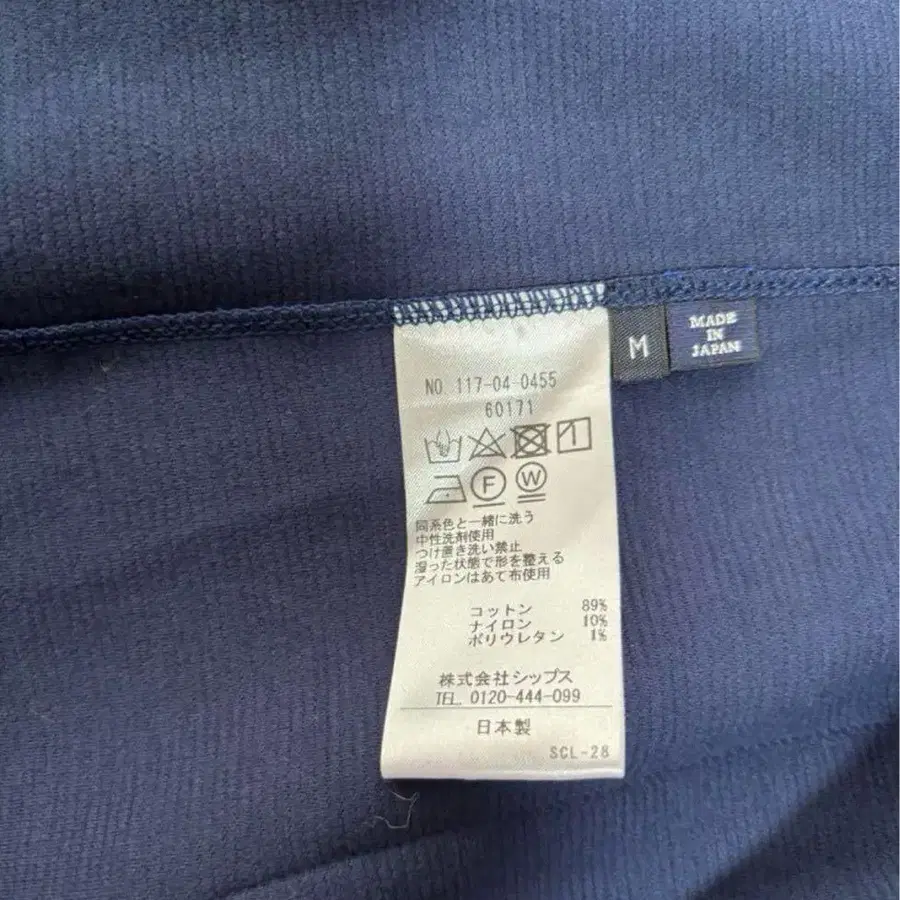 M
MADE
IN
JAPAN
NO. 117-04-0455
60171
F
W
同系色と一緒に洗う
中性洗剤使用
つけ置き洗い禁止
湿った状態で形を整える
アイロンはあて布使用
コットン 89%
ナイロン 10%
ポリウレタン 1%
株式会社シップス
TEL. 0120-444-099
日本製
SCL-28